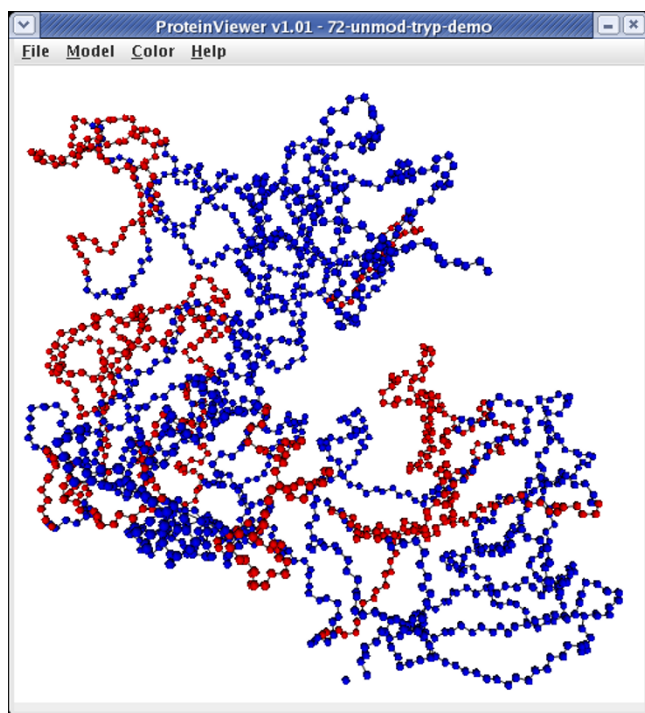 ProteinViewer v1.01 - 72-unmod-tryp-demo
File Model Color Help